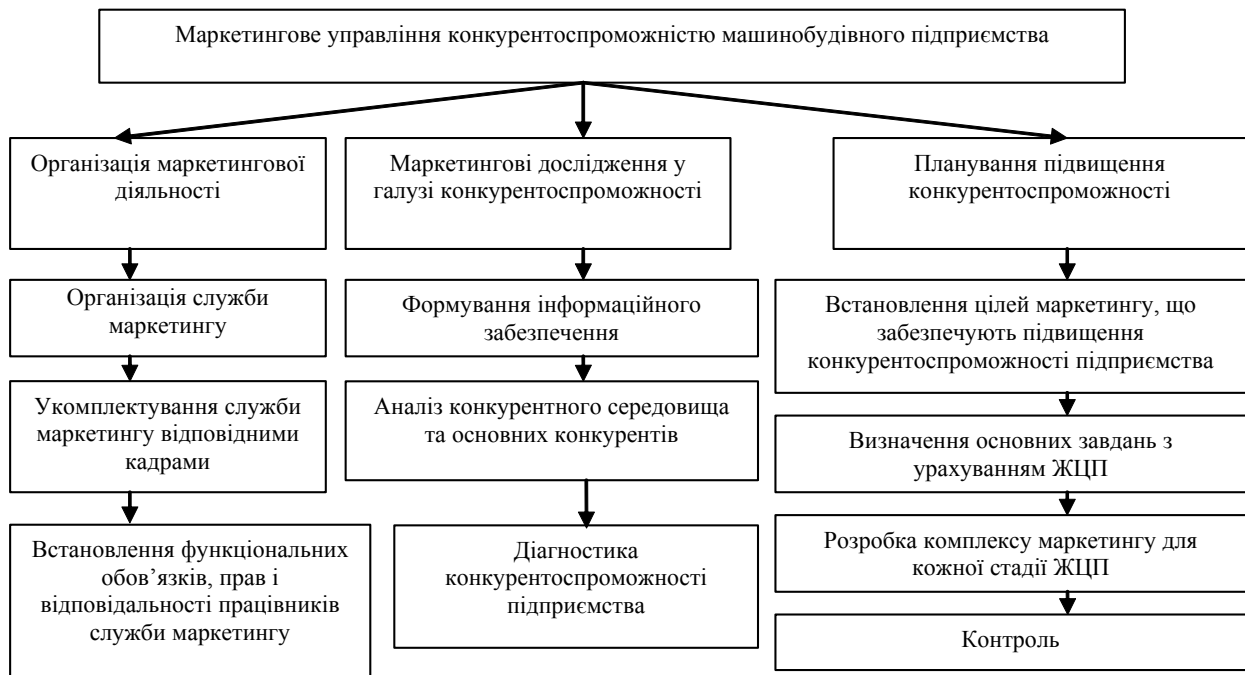 Маркетингове управління конкурентоспроможністю машинобудівного підприємства
Організація маркетингової
діяльності
Маркетингові дослідження у
галузі конкурентоспроможності
Планування підвищення
конкурентоспроможності
Організація служби
маркетингу
Формування інформаційного
забезпечення
Встановлення цілей маркетингу, що
забезпечують підвищення
конкурентоспроможності підприємства
Укомплектування служби
маркетингу відповідними
кадрами
Аналіз конкурентного середовища
та основних конкурентів
Визначення основних завдань з
урахуванням ЖЦП
Встановлення функціональних
обов’язків, прав і
відповідальності працівників
служби маркетингу
Діагностика
конкурентоспроможності
підприємства
Розробка комплексу маркетингу для
кожної стадії ЖЦП
Контроль